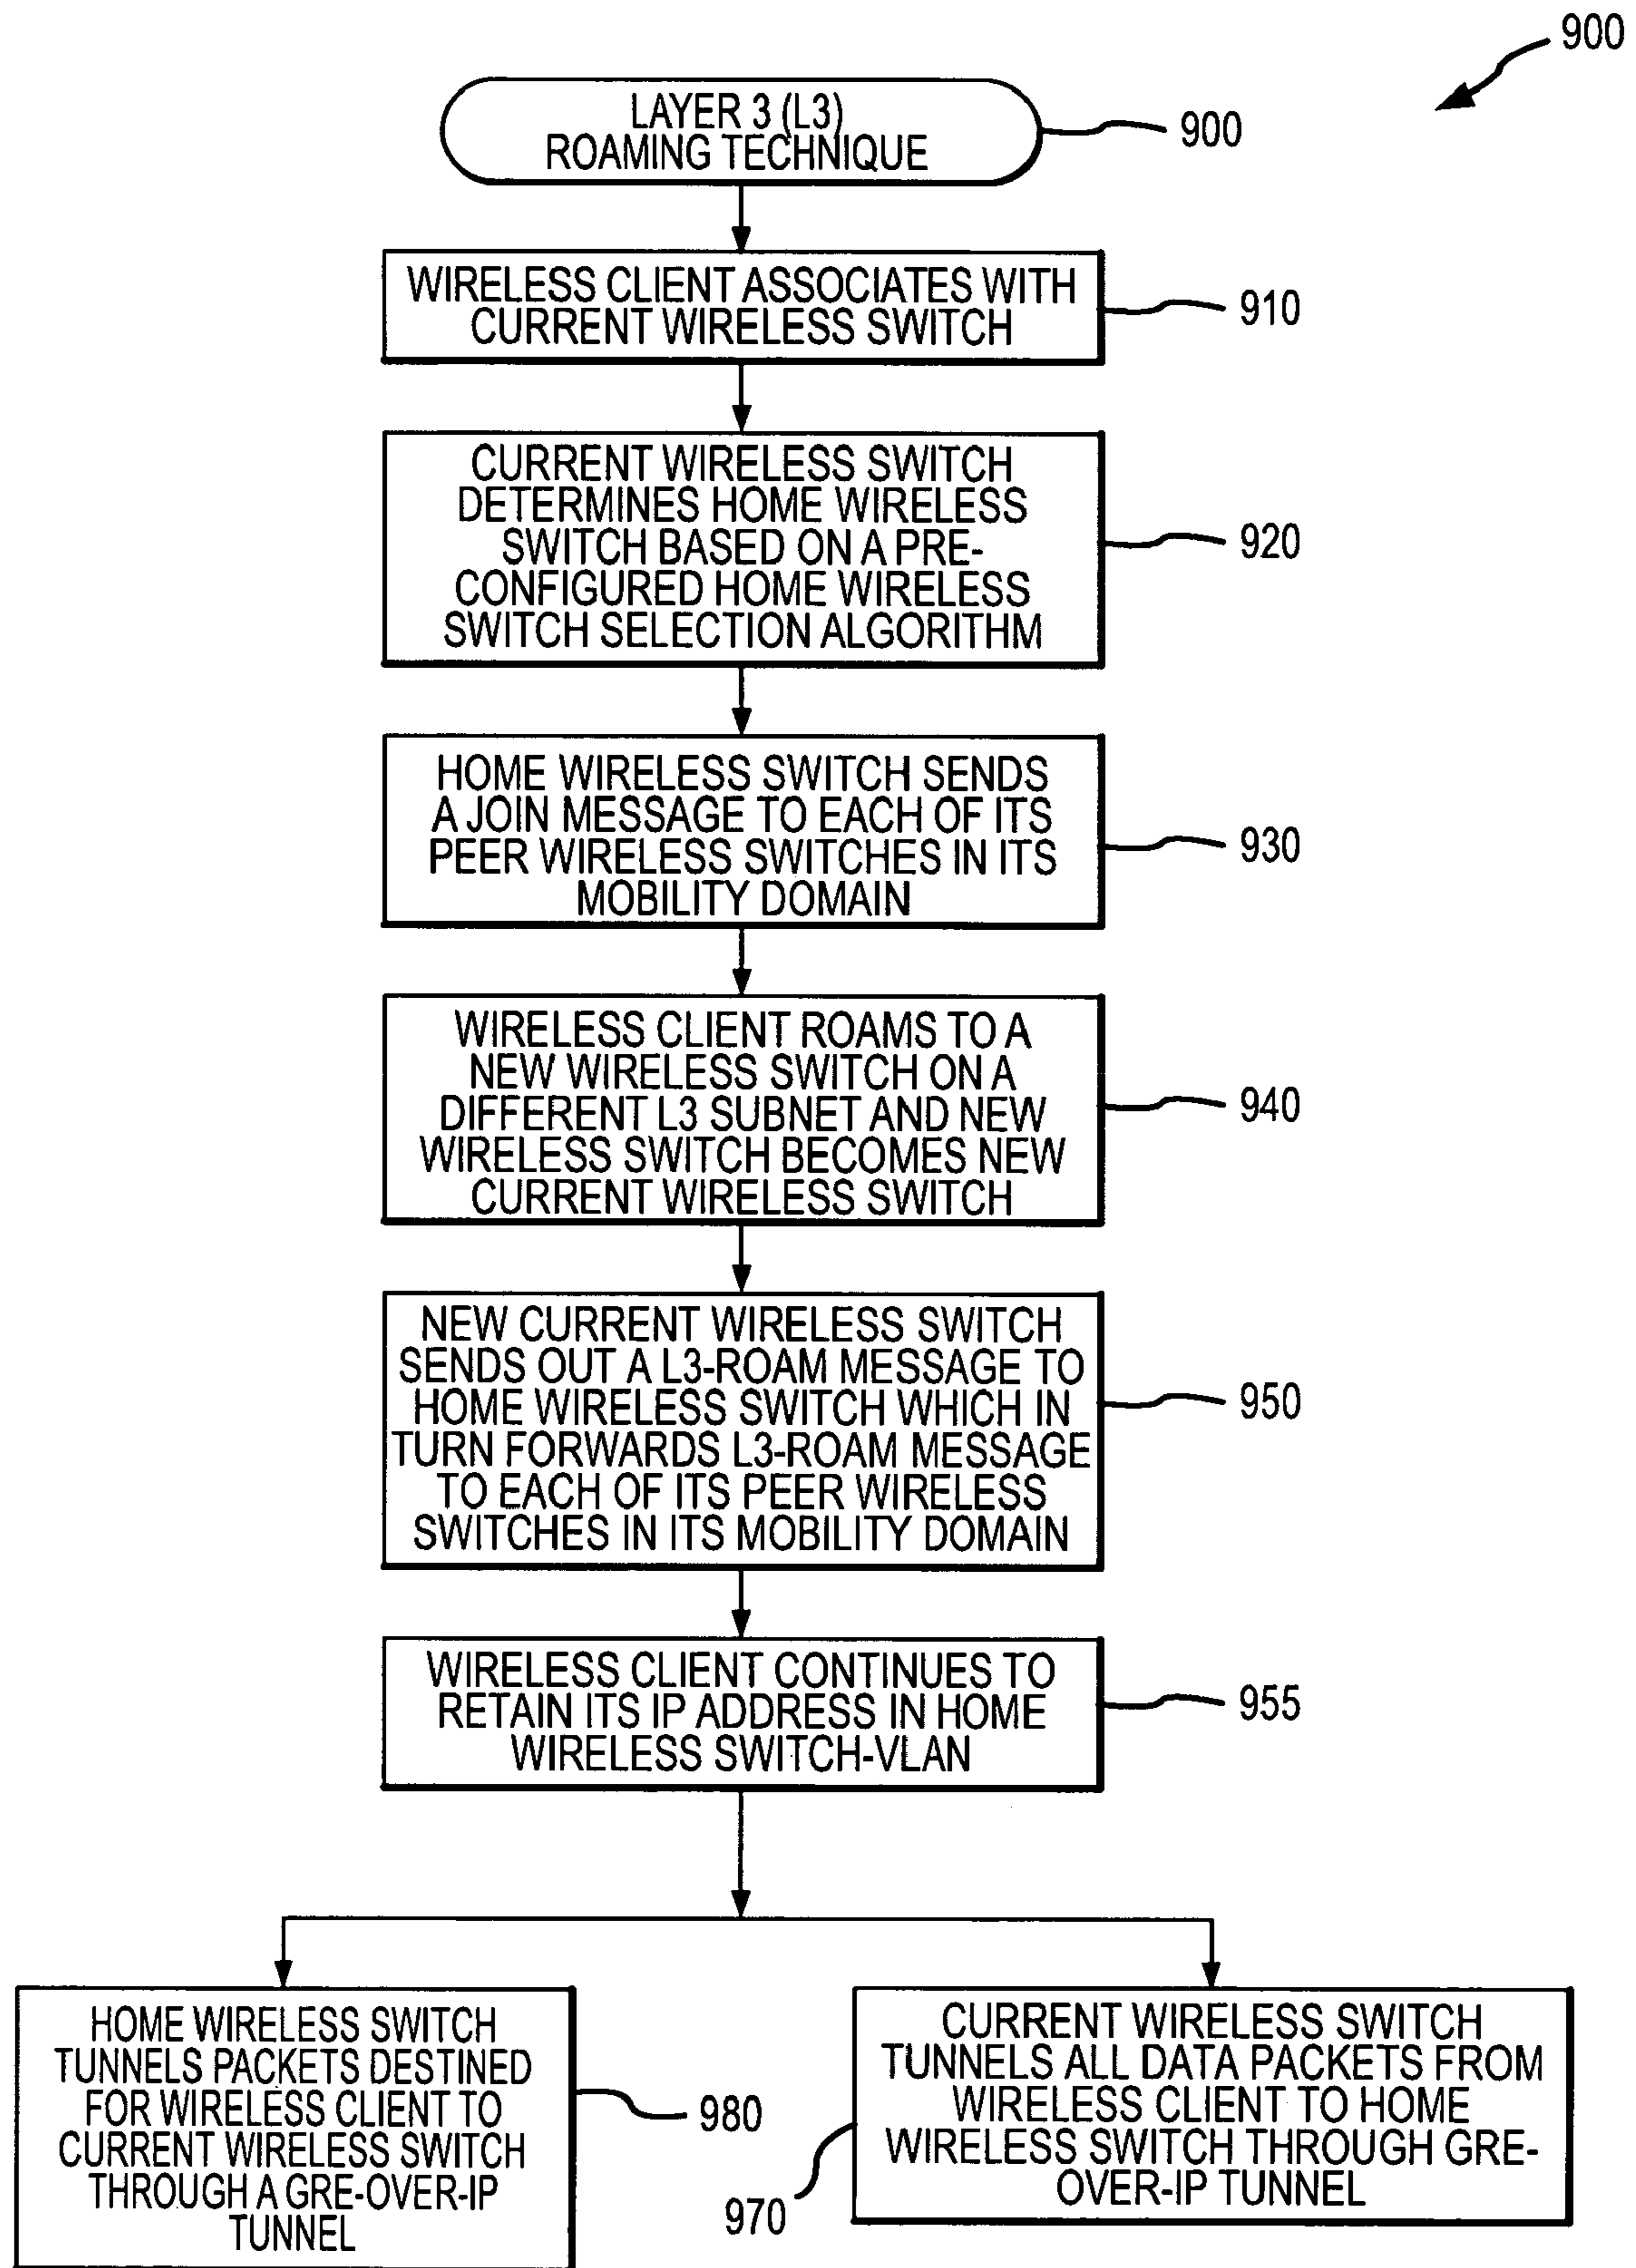 900
LAYER 3 (L3)
ROAMING TECHNIQUE
900
WIRELESS CLIENT ASSOCIATES WITH
CURRENT WIRELESS SWITCH
910
CURRENT WIRELESS SWITCH
DETERMINES HOME WIRELESS
SWITCH BASED ON A PRE-
CONFIGURED HOME WIRELESS
SWITCH SELECTION ALGORITHM
920
HOME WIRELESS SWITCH SENDS
A JOIN MESSAGE TO EACH OF ITS
PEER WIRELESS SWITCHES IN ITS
MOBILITY DOMAIN
930
WIRELESS CLIENT ROAMS TO A
NEW WIRELESS SWITCH ON A
DIFFERENT L3 SUBNET AND NEW
WIRELESS SWITCH BECOMES NEW
CURRENT WIRELESS SWITCH
940
NEW CURRENT WIRELESS SWITCH
SENDS OUT A L3-ROAM MESSAGE TO
HOME WIRELESS SWITCH WHICH IN
TURN FORWARDS L3-ROAM MESSAGE
TO EACH OF ITS PEER WIRELESS
SWITCHES IN ITS MOBILITY DOMAIN
950
WIRELESS CLIENT CONTINUES TO
RETAIN ITS IP ADDRESS IN HOME
WIRELESS SWITCH-VLAN
955
HOME WIRELESS SWITCH
TUNNELS PACKETS DESTINED
FOR WIRELESS CLIENT TO
CURRENT WIRELESS SWITCH
THROUGH A GRE-OVER-IP
TUNNEL
980
CURRENT WIRELESS SWITCH
TUNNELS ALL DATA PACKETS FROM
WIRELESS CLIENT TO HOME
WIRELESS SWITCH THROUGH GRE-
OVER-IP TUNNEL
970